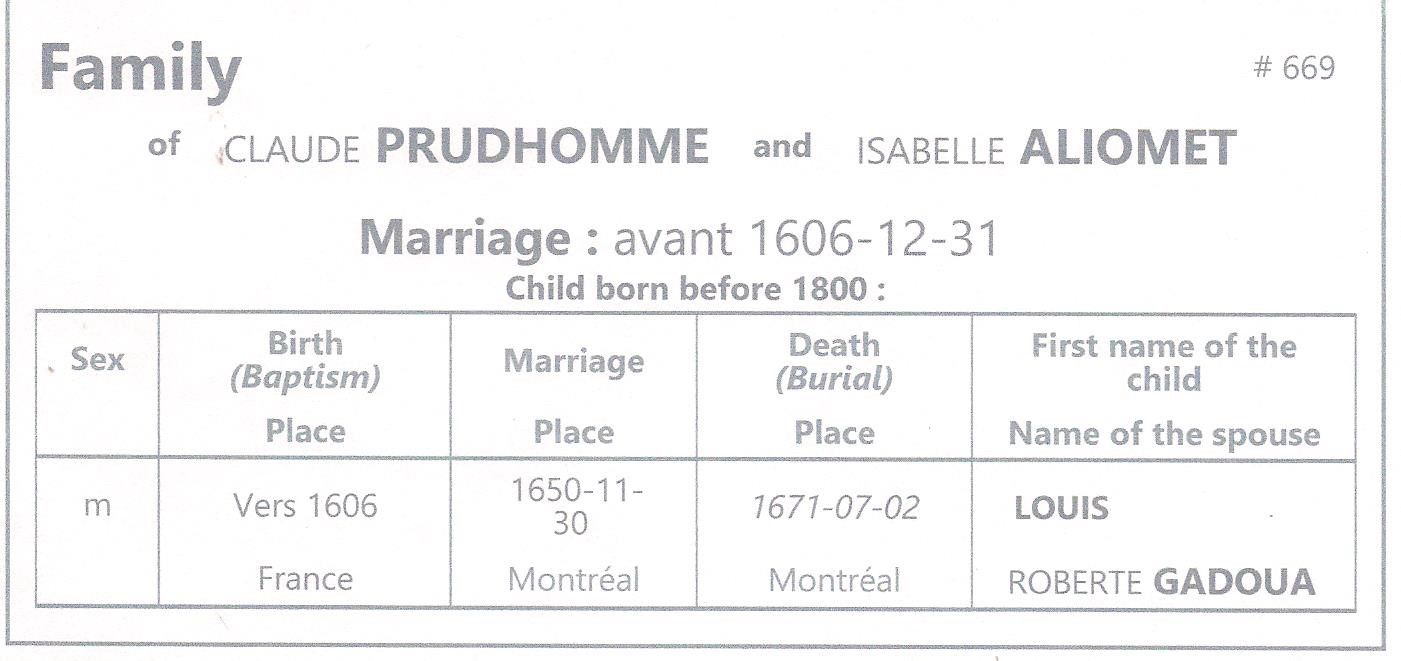 Family
# 669
of CLAUDE PRUDHOMME and ISABELLE ALIOMET
Marriage : avant 1606-12-31
Child born before 1800 :
Sex
Birth
(Baptism)
Place
Marriage
Place
Death
(Burial)
Place
First name of the
child
Name of the spouse
m
Vers 1606
France
1650-11-
30
Montréal
1671-07-02
Montréal
LOUIS
ROBERTE GADOUA